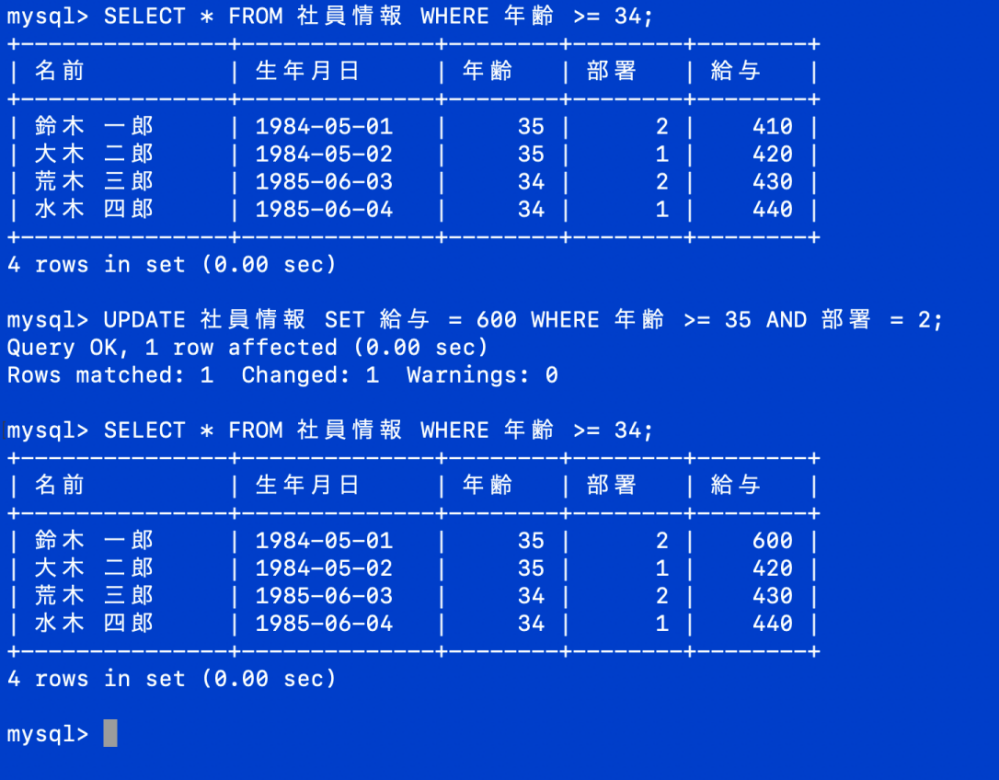 mysql> SELECT * FROM 社員情報 WHERE 年齢 >= 34;
+----------------+---------------+--------+--------+--------+
| 名前           | 生年月日      | 年齢   | 部署   | 給与   |
+----------------+---------------+--------+--------+--------+
| 鈴木 一郎      | 1984-05-01    |     35 |      2 |    410 |
| 大木 二郎      | 1984-05-02    |     35 |      1 |    420 |
| 荒木 三郎      | 1985-06-03    |     34 |      2 |    430 |
| 水木 四郎      | 1985-06-04    |     34 |      1 |    440 |
+----------------+---------------+--------+--------+--------+
4 rows in set (0.00 sec)
mysql> UPDATE 社員情報 SET 給与 = 600 WHERE 年齢 >= 35 AND 部署 = 2;
Query OK, 1 row affected (0.00 sec)
Rows matched: 1  Changed: 1  Warnings: 0
mysql> SELECT * FROM 社員情報 WHERE 年齢 >= 34;
+----------------+---------------+--------+--------+--------+
| 名前           | 生年月日      | 年齢   | 部署   | 給与   |
+----------------+---------------+--------+--------+--------+
| 鈴木 一郎      | 1984-05-01    |     35 |      2 |    600 |
| 大木 二郎      | 1984-05-02    |     35 |      1 |    420 |
| 荒木 三郎      | 1985-06-03    |     34 |      2 |    430 |
| 水木 四郎      | 1985-06-04    |     34 |      1 |    440 |
+----------------+---------------+--------+--------+--------+
4 rows in set (0.00 sec)
mysql>